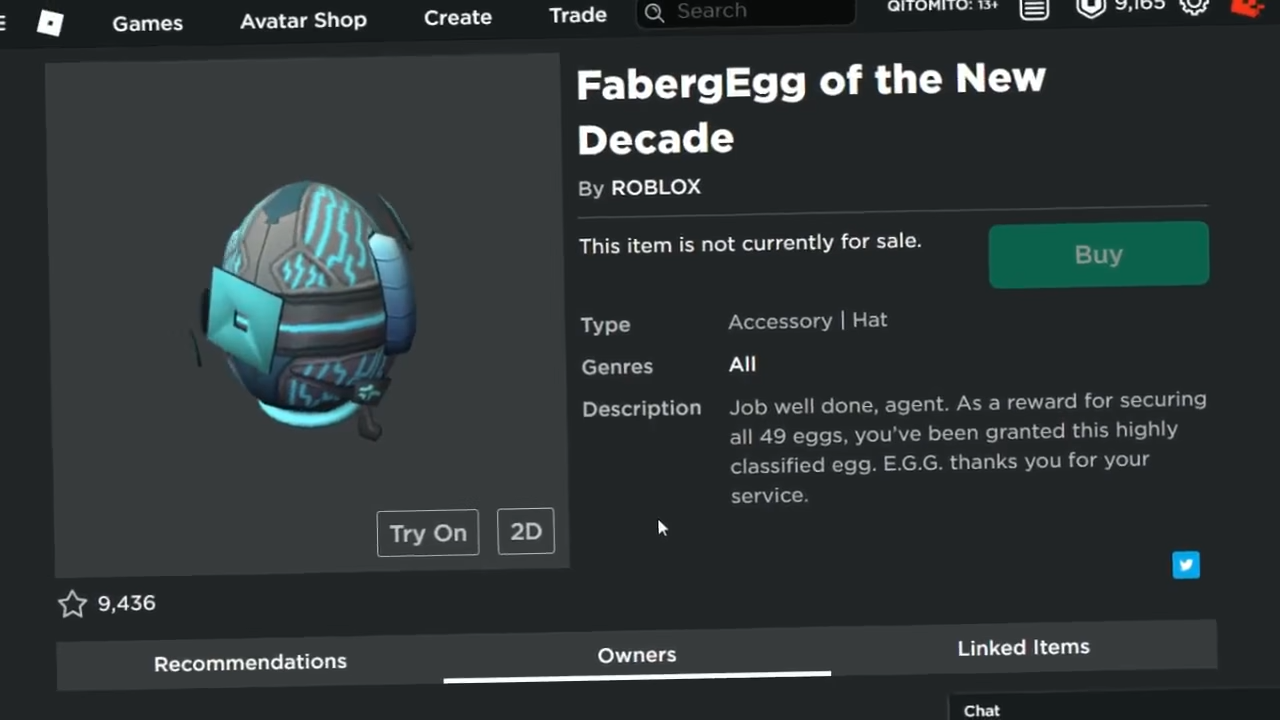 Games Avatar Shop Create Trade Search QITOMITO: 13+ 9,165
FabergEgg of the New
Decade
By ROBLOX
This item is not currently for sale.
Buy
Type Accessory | Hat
Genres All
Description Job well done, agent. As a reward for securing
all 49 eggs, you've been granted this highly
classified egg. E.G.G. thanks you for your
service.
Try On 2D
9,436
Recommendations Owners Linked Items
Chat